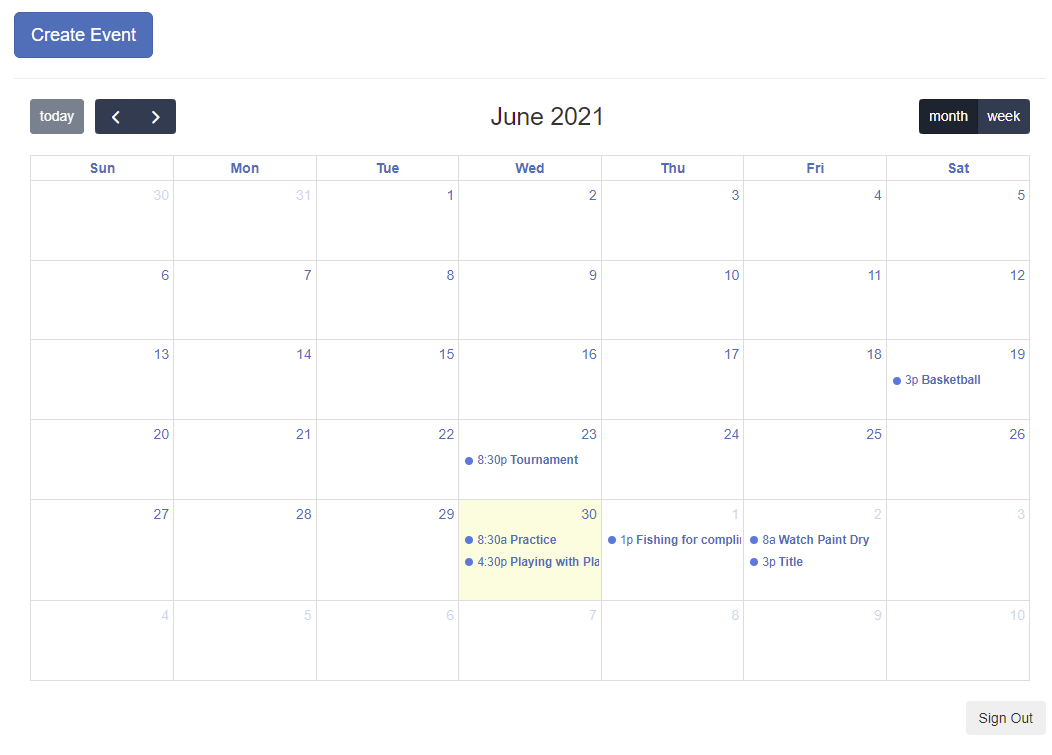 Create Event
today
June 2021
month week
Sun Mon Tue Wed Thu Fri Sat
30 31 1 2 3 4 5
6 7 8 9 10 11 12
13 14 15 16 17 18 19
3p Basketball
20 21 22 23 24 25 26
8:30p Tournament
27 28 29 30 1 2 3
8:30a Practice 1p Fishing for compli 8a Watch Paint Dry
4:30p Playing with Pla 3p Title
4 5 6 7 8 9 10
Sign Out